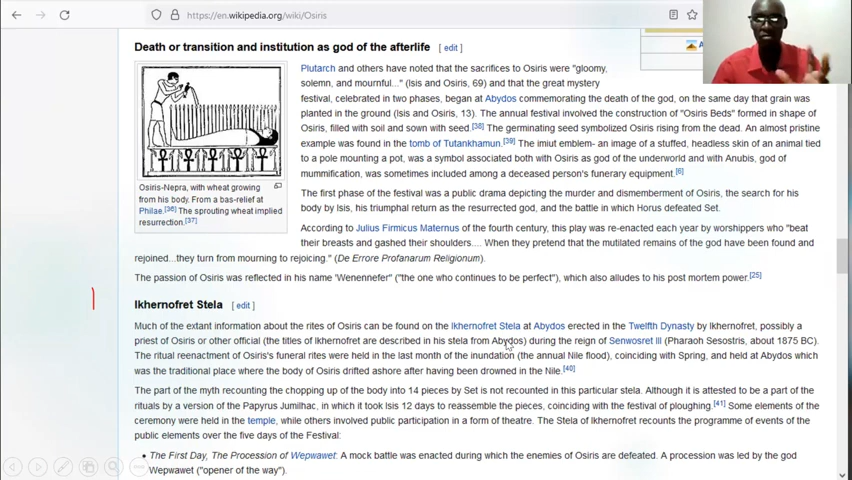 https://en.wikipedia.org/wiki/Osiris
Death or transition and institution as god of the afterlife [ edit ]
Plutarch and others have noted that the sacrifices to Osiris were "gloomy,
solemn, and mournful..." (Isis and Osiris, 69) and that the great mystery
festival, celebrated in two phases, began at Abydos commemorating the death of the god, on the same day that grain was
planted in the ground (Isis and Osiris, 13). The annual festival involved the construction of "Osiris Beds" formed in shape of
Osiris, filled with soil and sown with seed.[38] The germinating seed symbolized Osiris rising from the dead. An almost pristine
example was found in the tomb of Tutankhamun.[39] The imiut emblem- an image of a stuffed, headless skin of an animal tied
to a pole mounting a pot, was a symbol associated both with Osiris as god of the underworld and with Anubis, god of
mummification, was sometimes included among a deceased person's funerary equipment.[6]
Osiris-Nepra, with wheat growing
from his body. From a bas-relief at
Philae.[36] The sprouting wheat implied
resurrection.[37]
The first phase of the festival was a public drama depicting the murder and dismemberment of Osiris, the search for his
body by Isis, his triumphal return as the resurrected god, and the battle in which Horus defeated Set.
According to Julius Firmicus Maternus of the fourth century, this play was re-enacted each year by worshippers who "beat
their breasts and gashed their shoulders.... When they pretend that the mutilated remains of the god have been found and
rejoined...they turn from mourning to rejoicing." (De Errore Profanarum Religionum).
The passion of Osiris was reflected in his name 'Wenennefer" ("the one who continues to be perfect"), which also alludes to his post mortem power.[25]
Ikhernofret Stela [ edit ]
Much of the extant information about the rites of Osiris can be found on the Ikhernofret Stela at Abydos erected in the Twelfth Dynasty by Ikhernofret, possibly a
priest of Osiris or other official (the titles of Ikhernofret are described in his stela from Abydos) during the reign of Senwosret III (Pharaoh Sesostris, about 1875 BC).
The ritual reenactment of Osiris's funeral rites were held in the last month of the inundation (the annual Nile flood), coinciding with Spring, and held at Abydos which
was the traditional place where the body of Osiris drifted ashore after having been drowned in the Nile.[40]
The part of the myth recounting the chopping up of the body into 14 pieces by Set is not recounted in this particular stela. Although it is attested to be a part of the
rituals by a version of the Papyrus Jumilhac, in which it took Isis 12 days to reassemble the pieces, coinciding with the festival of ploughing.[41] Some elements of the
ceremony were held in the temple, while others involved public participation in a form of theatre. The Stela of Ikhernofret recounts the programme of events of the
public elements over the five days of the Festival:
• The First Day, The Procession of Wepwawet: A mock battle was enacted during which the enemies of Osiris are defeated. A procession was led by the god
Wepwawet ("opener of the way").